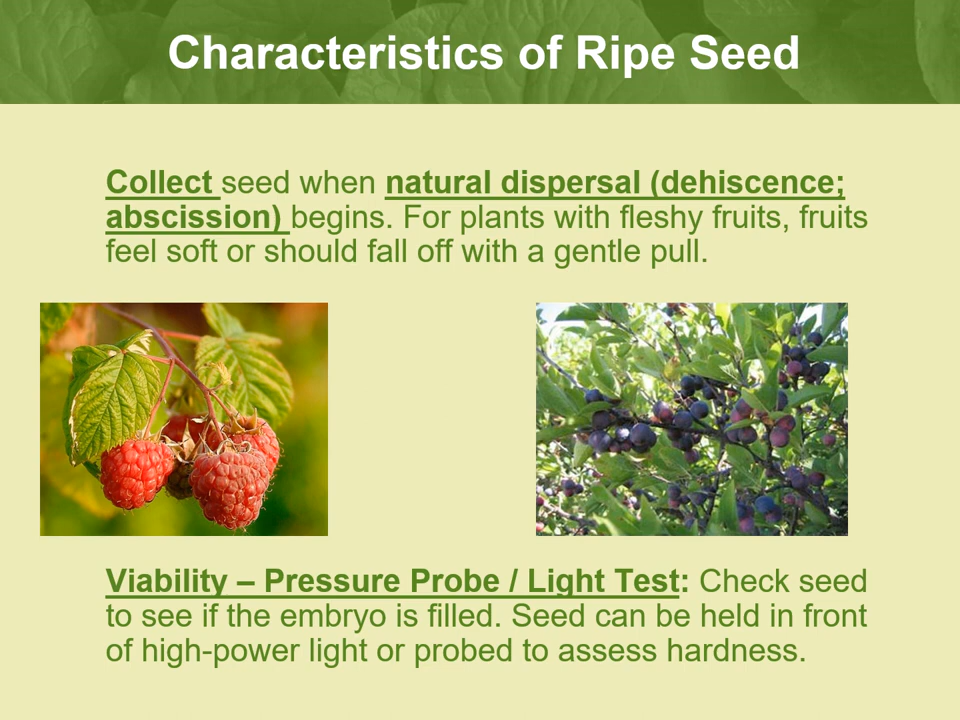 Characteristics of Ripe Seed
Collect seed when natural dispersal (dehiscence;
abscission) begins. For plants with fleshy fruits, fruits
feel soft or should fall off with a gentle pull.
Viability – Pressure Probe / Light Test: Check seed
to see if the embryo is filled. Seed can be held in front
of high-power light or probed to assess hardness.